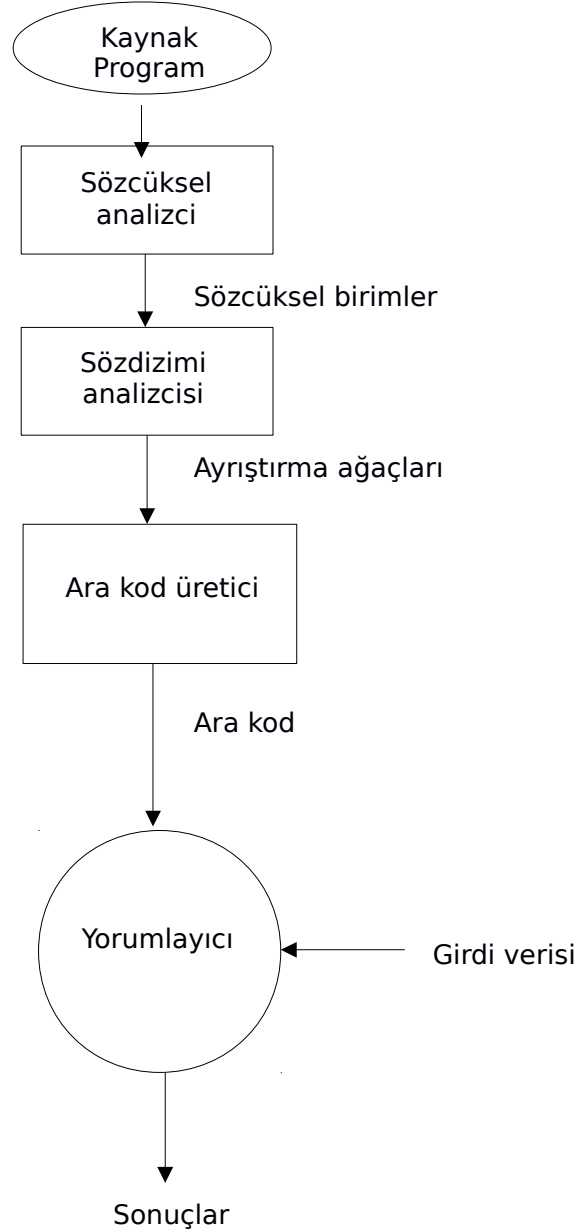 Kaynak
Program
Sözcüksel
analizci
Sözcüksel birimler
Sözdizimi
analizcisi
Ayrıştırma ağaçları
Ara kod üretici
Ara kod
Yorumlayıcı
Girdi verisi
Sonuçlar